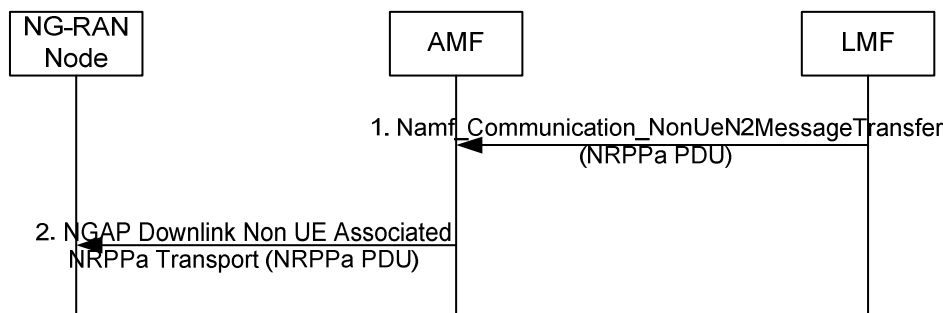 NG-RAN
Node
AMF
LMF
1. Namf_Communication_NonUeN2MessageTransfer
(NRPPa PDU)
2. NGAP Downlink Non UE Associated
NRPPa Transport (NRPPa PDU)